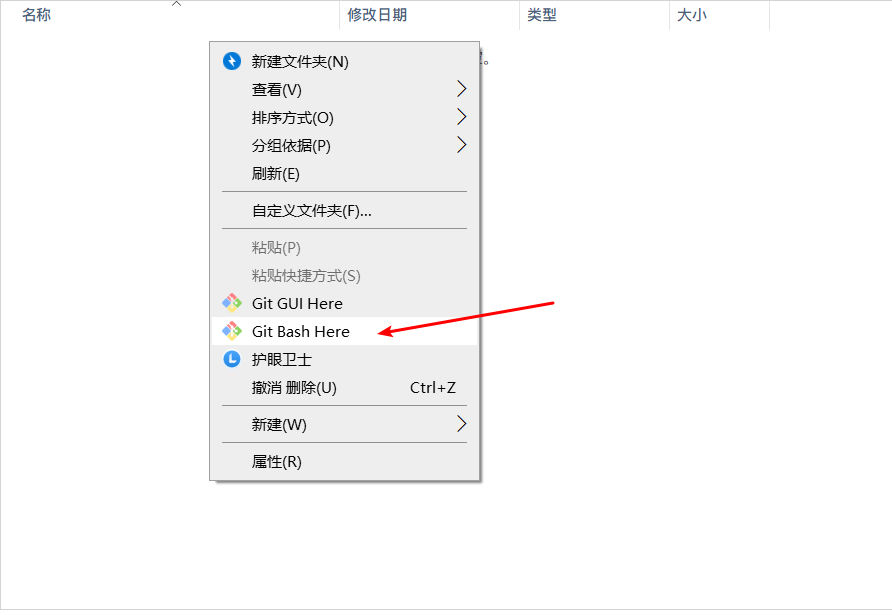 名称 修改日期 类型 大小
新建文件夹(N)
查看(V)
排序方式(O)
分组依据(P)
刷新(E)
自定义文件夹(F)...
粘贴(P)
粘贴快捷方式(S)
Git GUI Here
Git Bash Here
护眼卫士
撤消 删除(U) Ctrl+Z
新建(W)
属性(R)